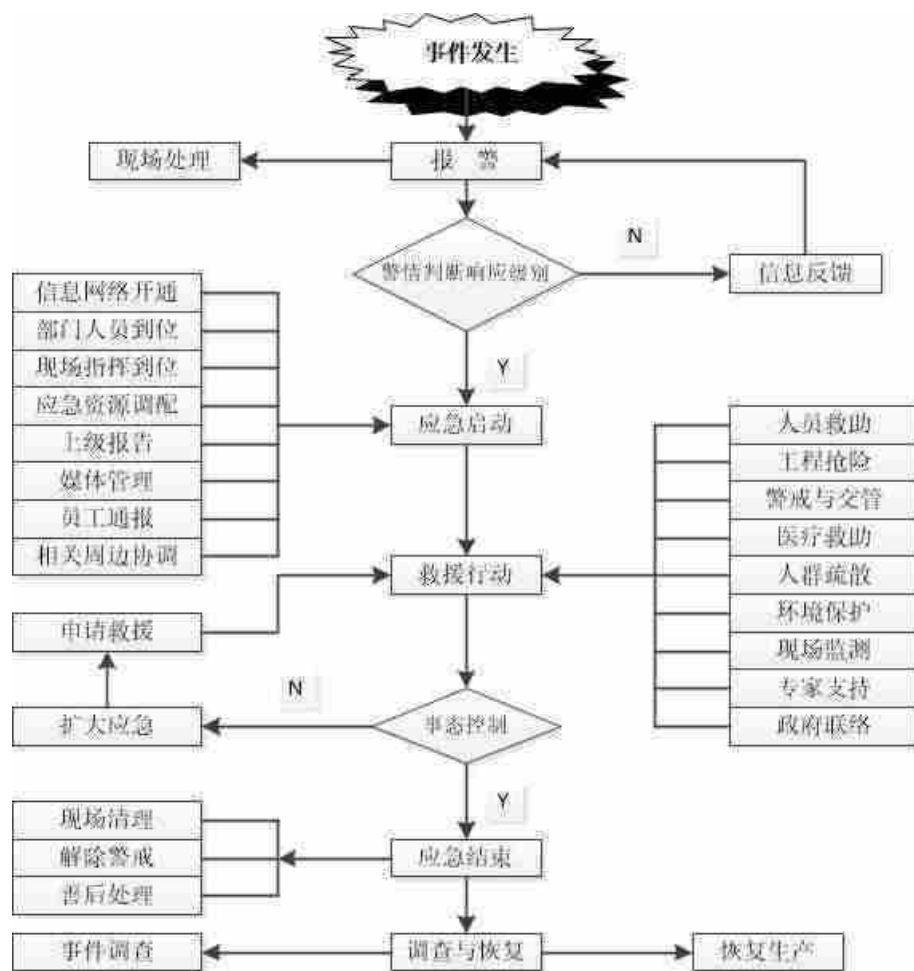 事件发生
现场处理
报 警
N
警情判断响应级别
信息反馈
信息网络开通
部门人员到位
现场指挥到位
应急资源调配
上级报告
媒体管理
员工通报
相关周边协调
Y
应急启动
人员救助
工程抢险
警戒与交管
医疗救助
人群疏散
环境保护
现场监测
专家支持
政府联络
救援行动
申请救援
N
扩大应急
事态控制
Y
现场清理
解除警戒
善后处理
应急结束
事件调查
调查与恢复
恢复生产